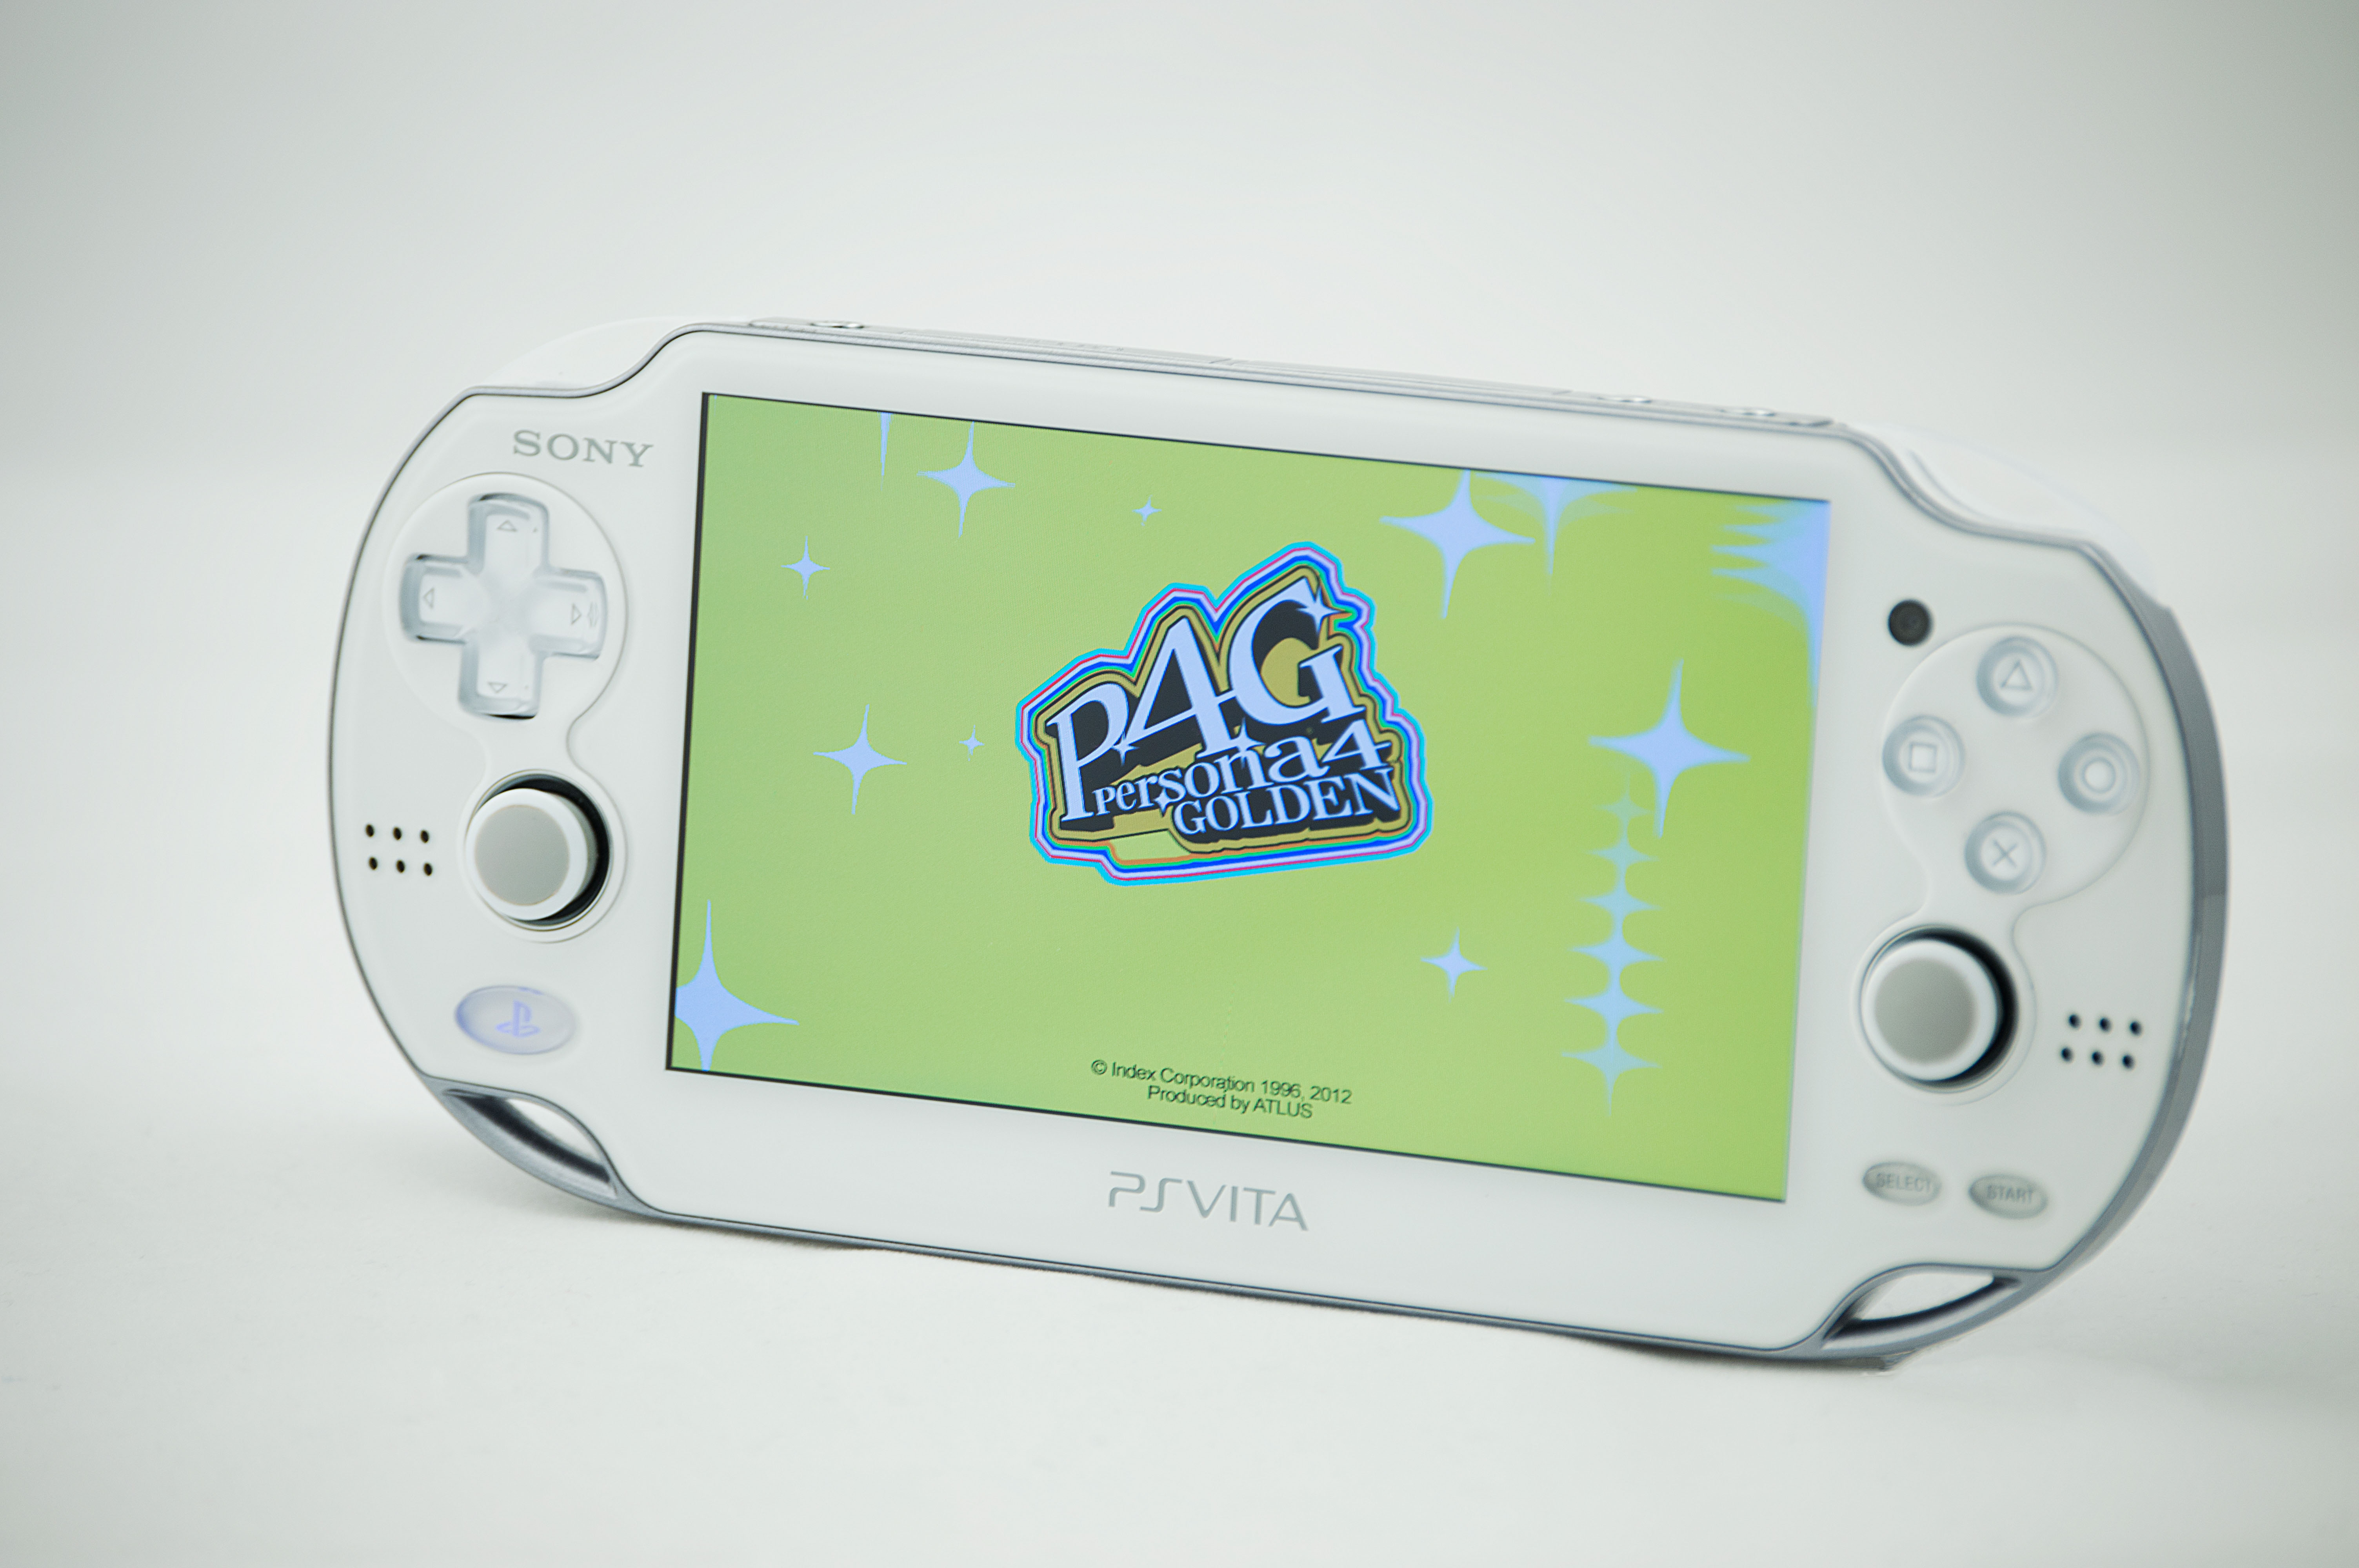 SONY
P4G
persona4
GOLDEN
© Index Corporation 1996, 2012
Produced by ATLUS
SELECT
START
PSVITA